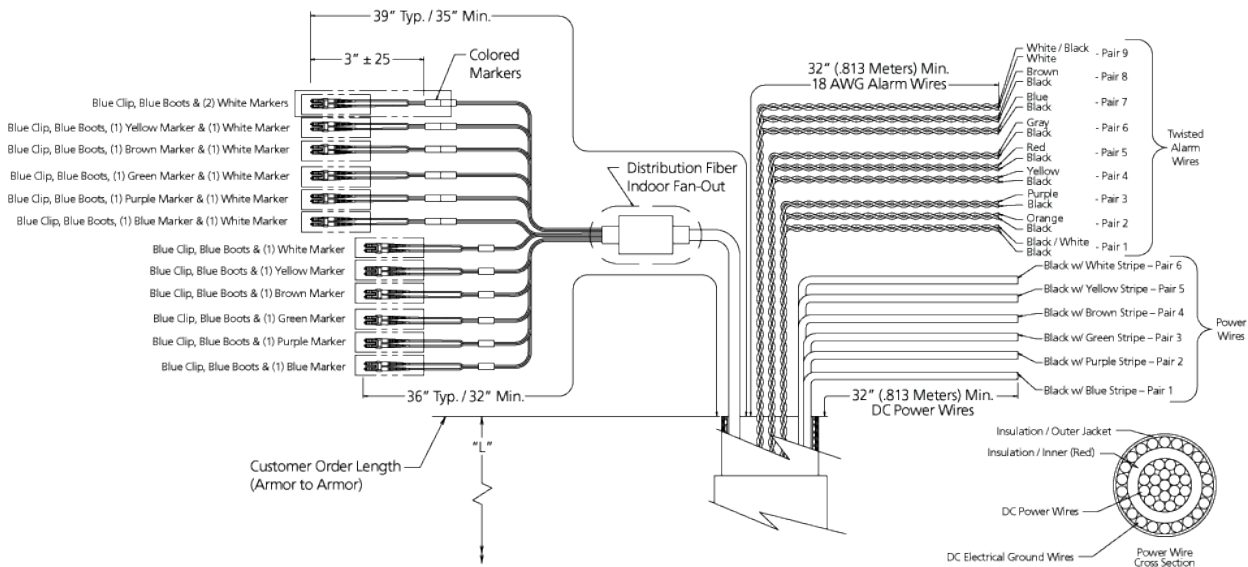 39” Typ. / 35” Min.
3” ± 25
Colored
Markers
Blue Clip, Blue Boots & (2) White Markers
Blue Clip, Blue Boots, (1) Yellow Marker & (1) White Marker
Blue Clip, Blue Boots, (1) Brown Marker & (1) White Marker
Blue Clip, Blue Boots, (1) Green Marker & (1) White Marker
Blue Clip, Blue Boots, (1) Purple Marker & (1) White Marker
Blue Clip, Blue Boots, (1) Blue Marker & (1) White Marker
Blue Clip, Blue Boots & (1) White Marker
Blue Clip, Blue Boots & (1) Yellow Marker
Blue Clip, Blue Boots & (1) Brown Marker
Blue Clip, Blue Boots & (1) Green Marker
Blue Clip, Blue Boots & (1) Purple Marker
Blue Clip, Blue Boots & (1) Blue Marker
36” Typ. / 32” Min.
Distribution Fiber
Indoor Fan-Out
32” (.813 Meters) Min.
18 AWG Alarm Wires
White / Black
White
- Pair 9
Brown
Black
- Pair 8
Blue
Black
- Pair 7
Gray
Black
- Pair 6
Red
Black
- Pair 5
Yellow
Black
- Pair 4
Purple
Black
- Pair 3
Orange
Black
- Pair 2
Black / White
Black
- Pair 1
Twisted
Alarm
Wires
Black w/ White Stripe – Pair 6
Black w/ Yellow Stripe – Pair 5
Black w/ Brown Stripe – Pair 4
Black w/ Green Stripe – Pair 3
Black w/ Purple Stripe – Pair 2
Black w/ Blue Stripe – Pair 1
Power
Wires
32” (.813 Meters) Min.
DC Power Wires
“L”
Customer Order Length
(Armor to Armor)
Insulation / Outer Jacket
Insulation / Inner (Red)
DC Power Wires
DC Electrical Ground Wires
Power Wire
Cross Section